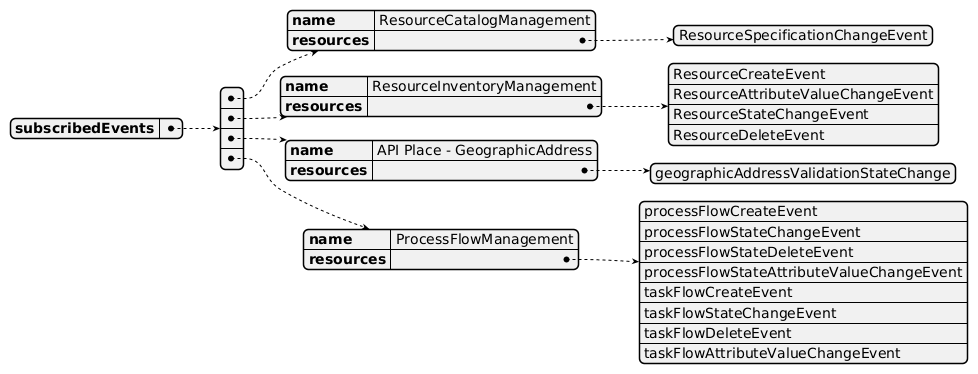 subscribedEvents
name ResourceCatalogManagement
resources
ResourceSpecificationChangeEvent
name ResourceInventoryManagement
resources
ResourceCreateEvent
ResourceAttributeValueChangeEvent
ResourceStateChangeEvent
ResourceDeleteEvent
name API Place - GeographicAddress
resources
geographicAddressValidationStateChange
name ProcessFlowManagement
resources
processFlowCreateEvent
processFlowStateChangeEvent
processFlowStateDeleteEvent
processFlowStateAttributeValueChangeEvent
taskFlowCreateEvent
taskFlowStateChangeEvent
taskFlowDeleteEvent
taskFlowAttributeValueChangeEvent